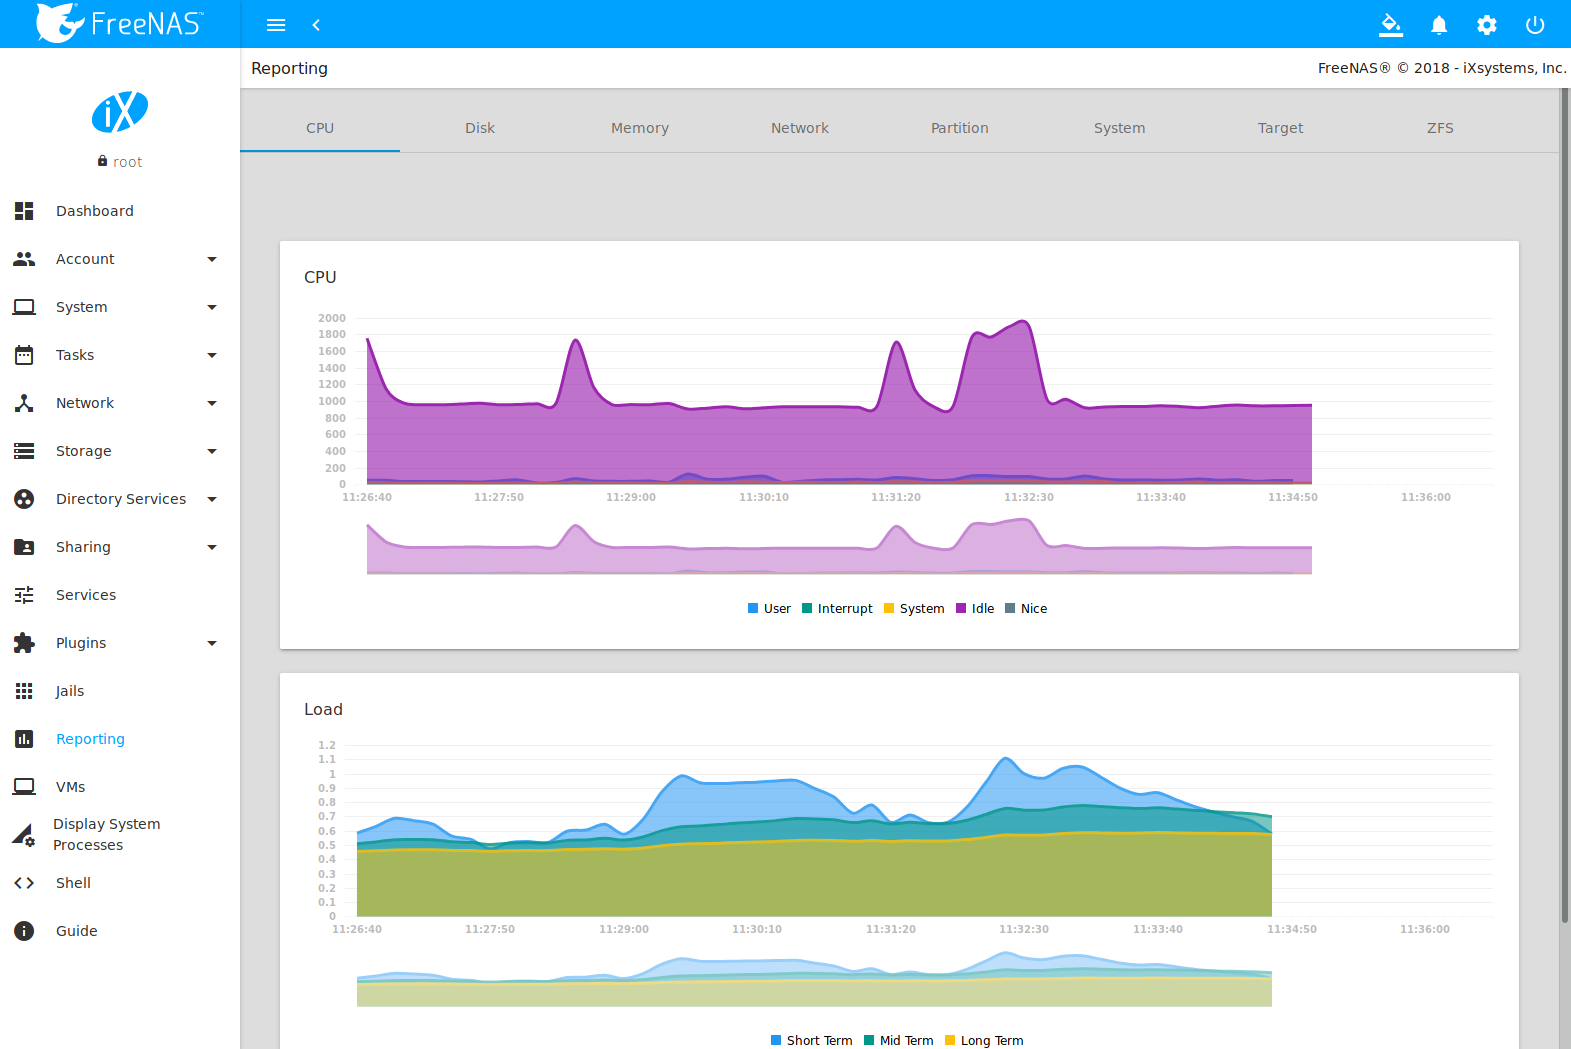 FreeNAS™
Reporting
FreeNAS® © 2018 - iXsystems, Inc.
iX
root
Dashboard
Account
System
Tasks
Network
Storage
Directory Services
Sharing
Services
Plugins
Jails
Reporting
VMs
Display System
Processes
Shell
Guide
CPU Disk Memory Network Partition System Target ZFS
CPU
2000
1800
1600
1400
1200
1000
800
600
400
200
0
11:26:40 11:27:50 11:29:00 11:30:10 11:31:20 11:32:30 11:33:40 11:34:50 11:36:00
User Interrupt System Idle Nice
Load
1.2
1.1
1
0.9
0.8
0.7
0.6
0.5
0.4
0.3
0.2
0.1
0
11:26:40 11:27:50 11:29:00 11:30:10 11:31:20 11:32:30 11:33:40 11:34:50 11:36:00
Short Term Mid Term Long Term